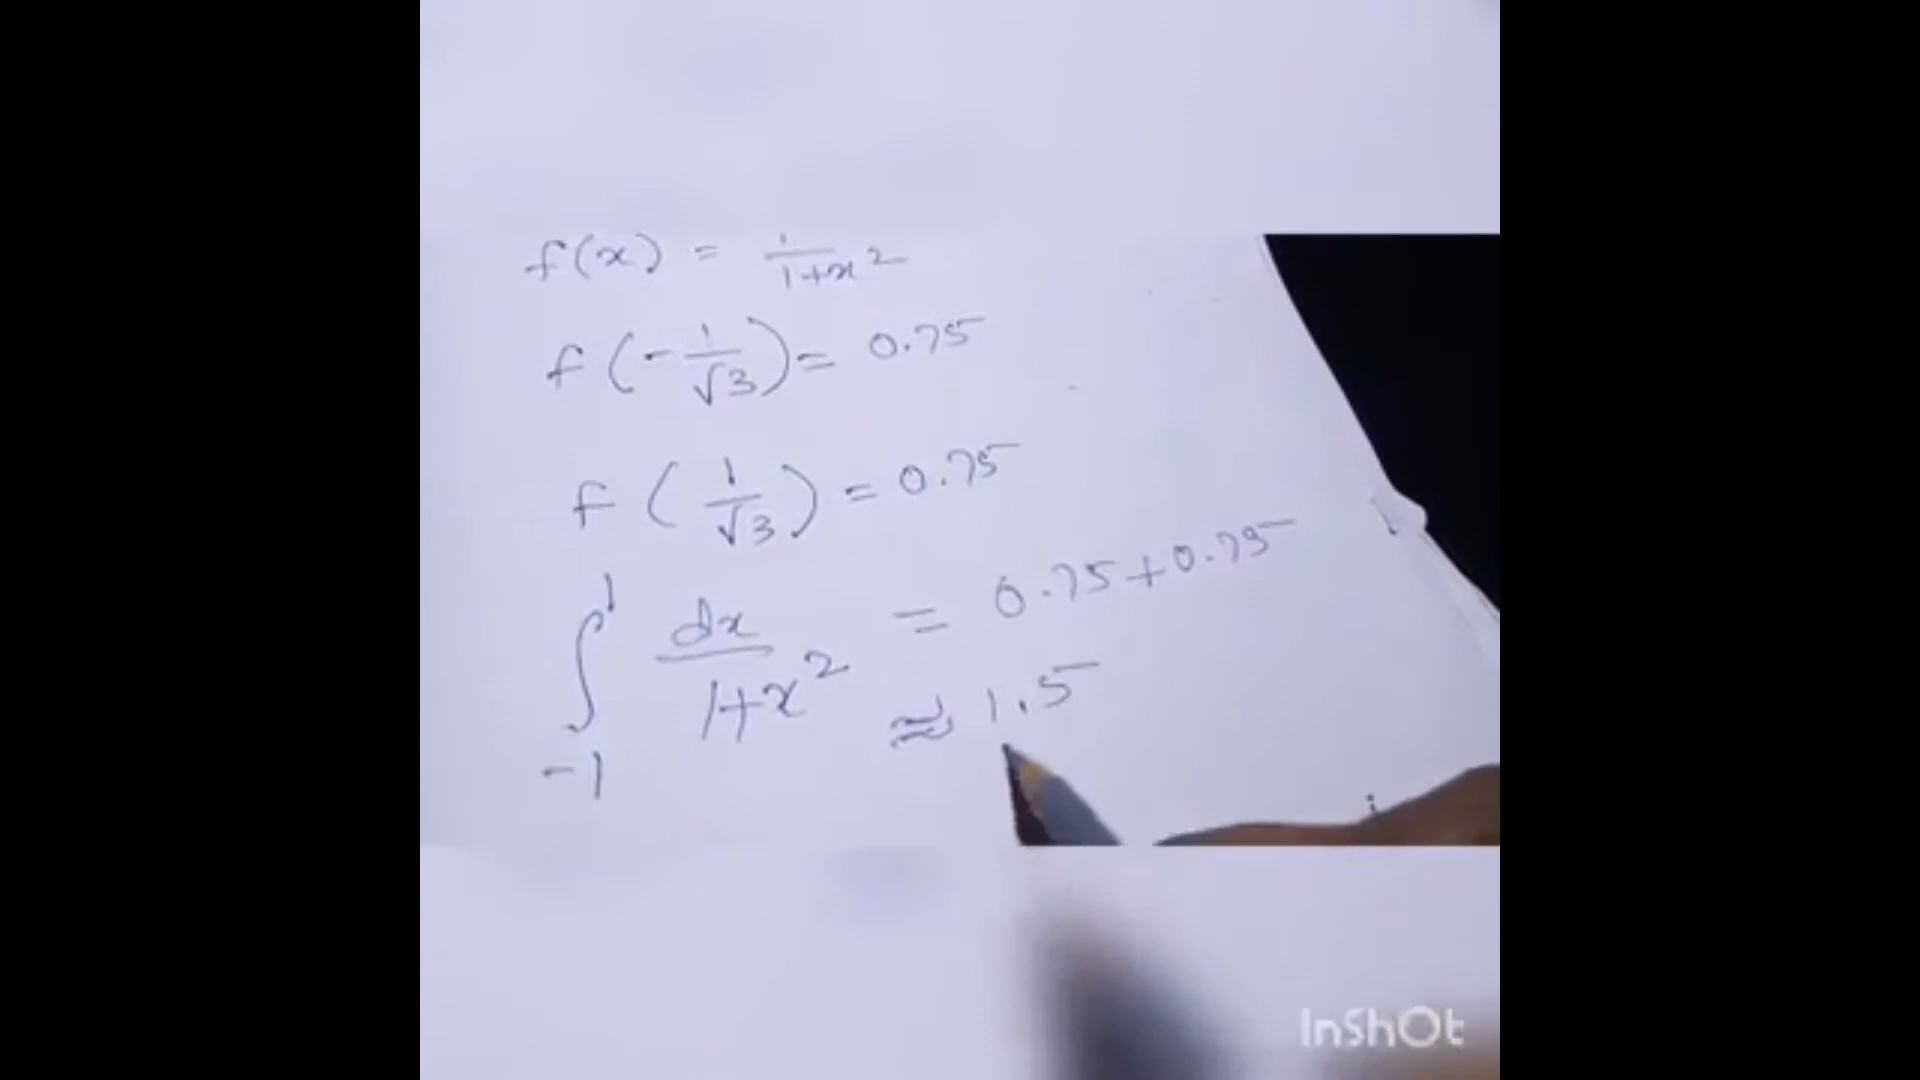 f(x) = 1/1+x²
f(-1/√3) = 0.75
f(1/√3) = 0.75
∫₋₁¹ dx/1+x² = 0.75+0.75
≈ 1.5
InShOt